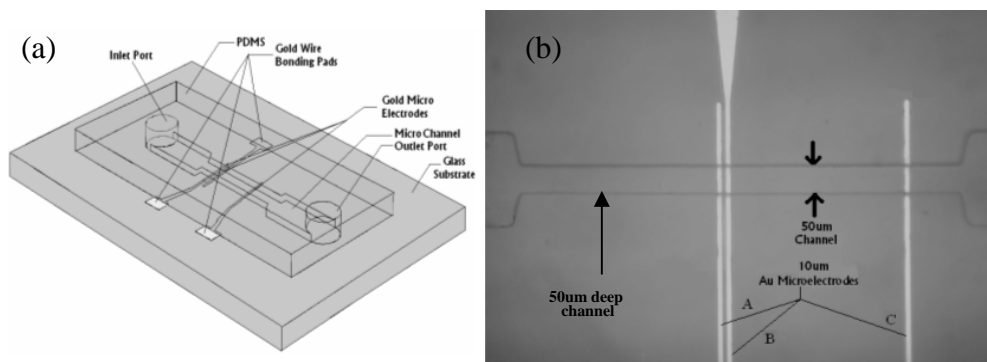 (a)
PDMS
Gold Wire
Bonding Pads
Inlet Port
Gold Micro
Electrodes
Micro Channel
Outlet Port
Glass
Substrate
(b)
50um
Channel
10um
Au Microelectrodes
50um deep
channel
A
B
C